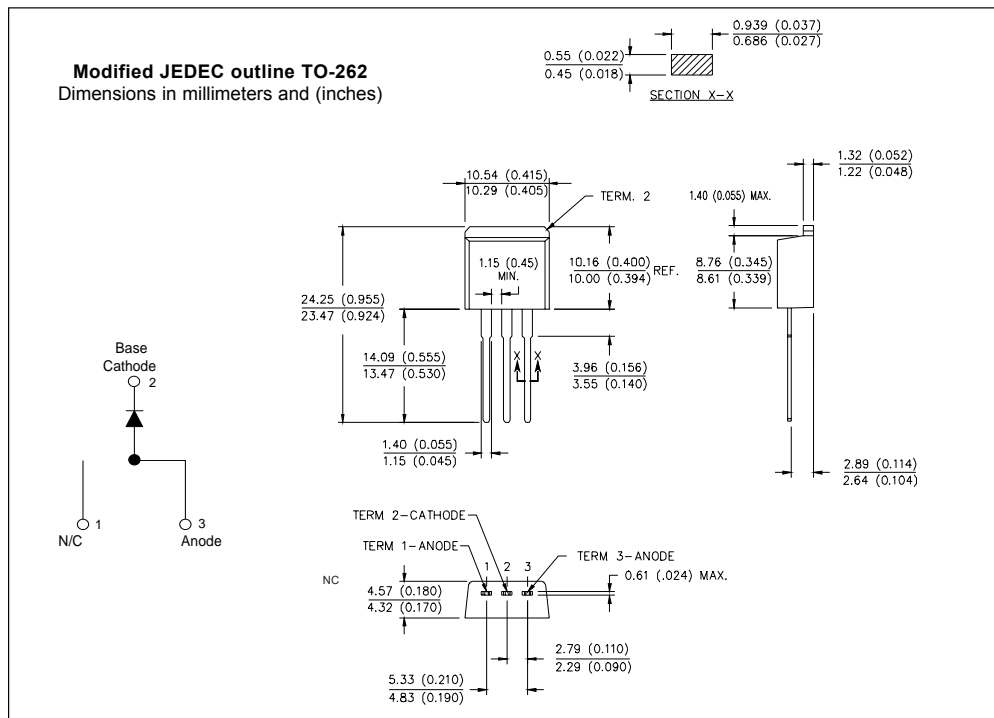 Modified JEDEC outline TO-262
Dimensions in millimeters and (inches)
0.939 (0.037)
0.686 (0.027)
0.55 (0.022)
0.45 (0.018)
SECTION X-X
10.54 (0.415)
10.29 (0.405)
TERM. 2
1.32 (0.052)
1.22 (0.048)
1.40 (0.055) MAX.
1.15 (0.45)
MIN.
10.16 (0.400)
10.00 (0.394)
REF.
8.76 (0.345)
8.61 (0.339)
24.25 (0.955)
23.47 (0.924)
14.09 (0.555)
13.47 (0.530)
X X
3.96 (0.156)
3.55 (0.140)
1.40 (0.055)
1.15 (0.045)
2.89 (0.114)
2.64 (0.104)
Base
Cathode
2
1
N/C
3
Anode
TERM 2-CATHODE
TERM 1-ANODE
TERM 3-ANODE
1 2 3
NC
0.61 (.024) MAX.
4.57 (0.180)
4.32 (0.170)
2.79 (0.110)
2.29 (0.090)
5.33 (0.210)
4.83 (0.190)